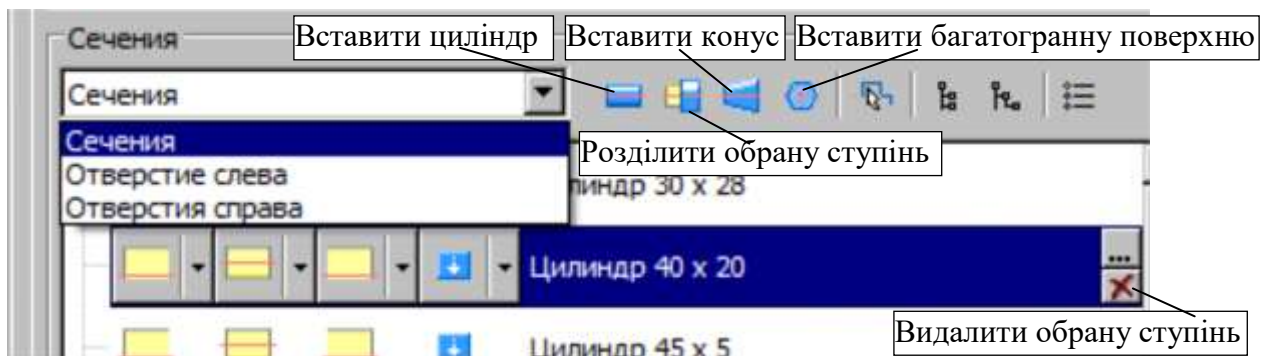 Сечения
Вставити циліндр
Вставити конус
Вставити багатогранну поверхню
Сечения
Сечения
Розділити обрану ступінь
Отверстие слева
Отверстия справа
линдр 30 x 28
Цилиндр 40 x 20
...
Видалити обрану ступінь
Цилиндр 45 x 5